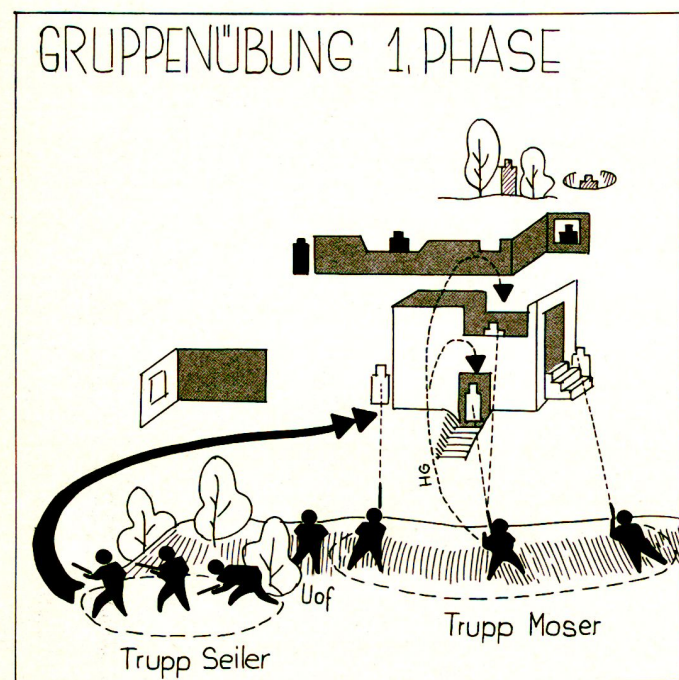 GRUPPENÜBUNG 1. PHASE
HG
Uof
Trupp Moser
Trupp Seiler